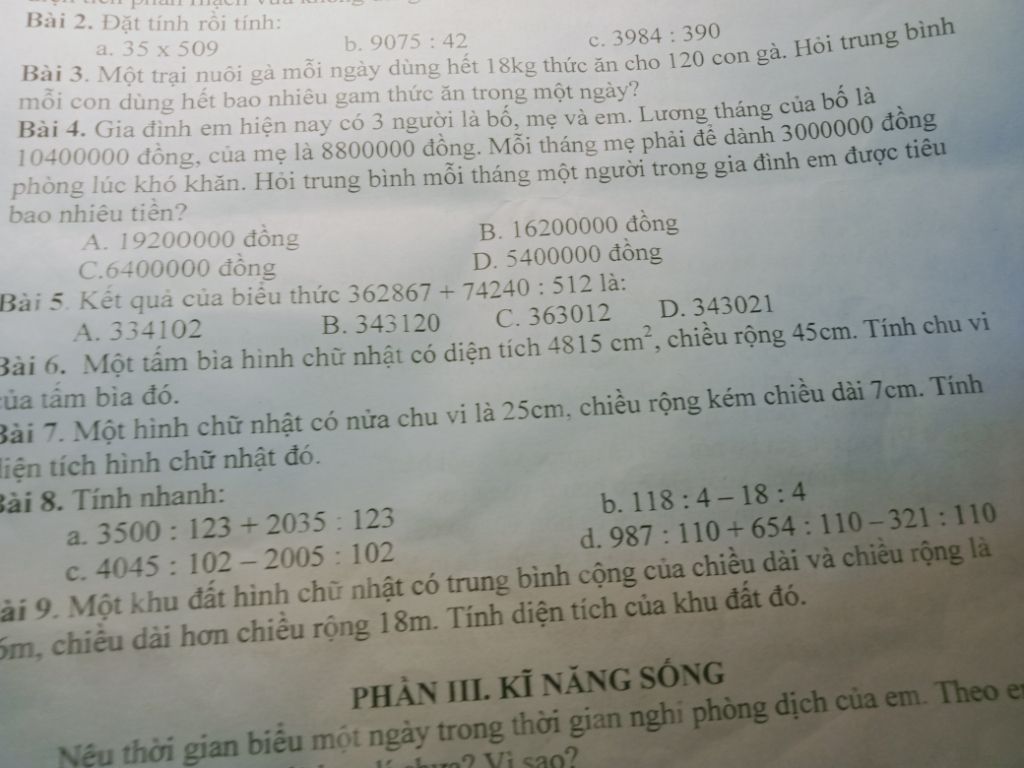 Bài 2. Đặt tính rồi tính:
a. 35 x 509 b. 9075 : 42 c. 3984 : 390
Bài 3. Một trại nuôi gà mỗi ngày dùng hết 18kg thức ăn cho 120 con gà. Hỏi trung bình
mỗi con dùng hết bao nhiêu gam thức ăn trong một ngày?
Bài 4. Gia đình em hiện nay có 3 người là bố, mẹ và em. Lương tháng của bố là
10400000 đồng, của mẹ là 8800000 đồng. Mỗi tháng mẹ phải để dành 3000000 đồng
phòng lúc khó khăn. Hỏi trung bình mỗi tháng một người trong gia đình em được tiêu
bao nhiêu tiền?
A. 19200000 đồng B. 16200000 đồng
C.6400000 đồng D. 5400000 đồng
Bài 5. Kết quả của biểu thức 362867 + 74240 : 512 là:
A. 334102 B. 343120 C. 363012 D. 343021
Bài 6. Một tấm bìa hình chữ nhật có diện tích 4815 cm², chiều rộng 45cm. Tính chu vi
của tấm bìa đó.
Bài 7. Một hình chữ nhật có nửa chu vi là 25cm, chiều rộng kém chiều dài 7cm. Tính
diện tích hình chữ nhật đó.
Bài 8. Tính nhanh:
a. 3500 : 123 + 2035 : 123 b. 118 : 4 – 18 : 4
c. 4045 : 102 – 2005 : 102 d. 987 : 110 + 654 : 110 – 321 : 110
ài 9. Một khu đất hình chữ nhật có trung bình cộng của chiều dài và chiều rộng là
6m, chiều dài hơn chiều rộng 18m. Tính diện tích của khu đất đó.
PHẦN III. KĨ NĂNG SỐNG
Nêu thời gian biểu một ngày trong thời gian nghỉ phòng dịch của em. Theo e
chưa? Vì sao?